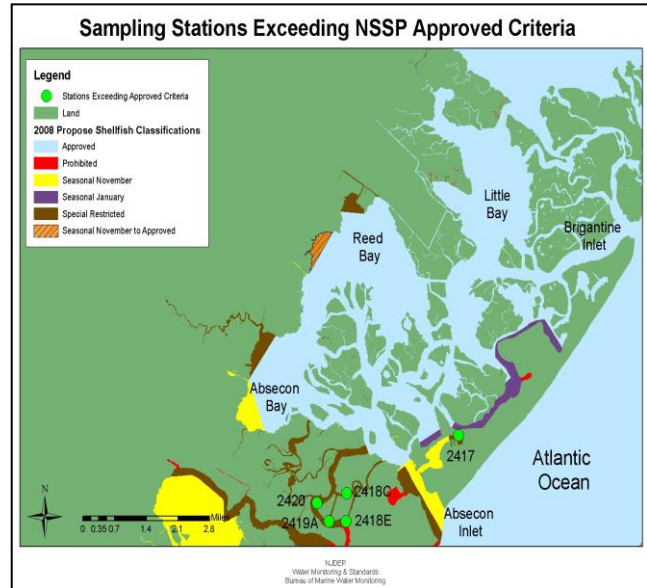 Sampling Stations Exceeding NSSP Approved Criteria
Legend
Stations Exceeding Approved Criteria
Land
2008 Propose Shellfish Classifications
Approved
Prohibited
Seasonal November
Seasonal January
Special Restricted
Seasonal November to Approved
Little
Bay
Reed
Bay
Brigantine
Inlet
Absecon
Bay
2417
Atlantic
Ocean
2418C
2420
2419A
2418E
Absecon
Inlet
N
Miles
0 0.35 0.7 1.4 2.1 2.8
NJDEP
Water Monitoring & Standards
Bureau of Marine Water Monitoring